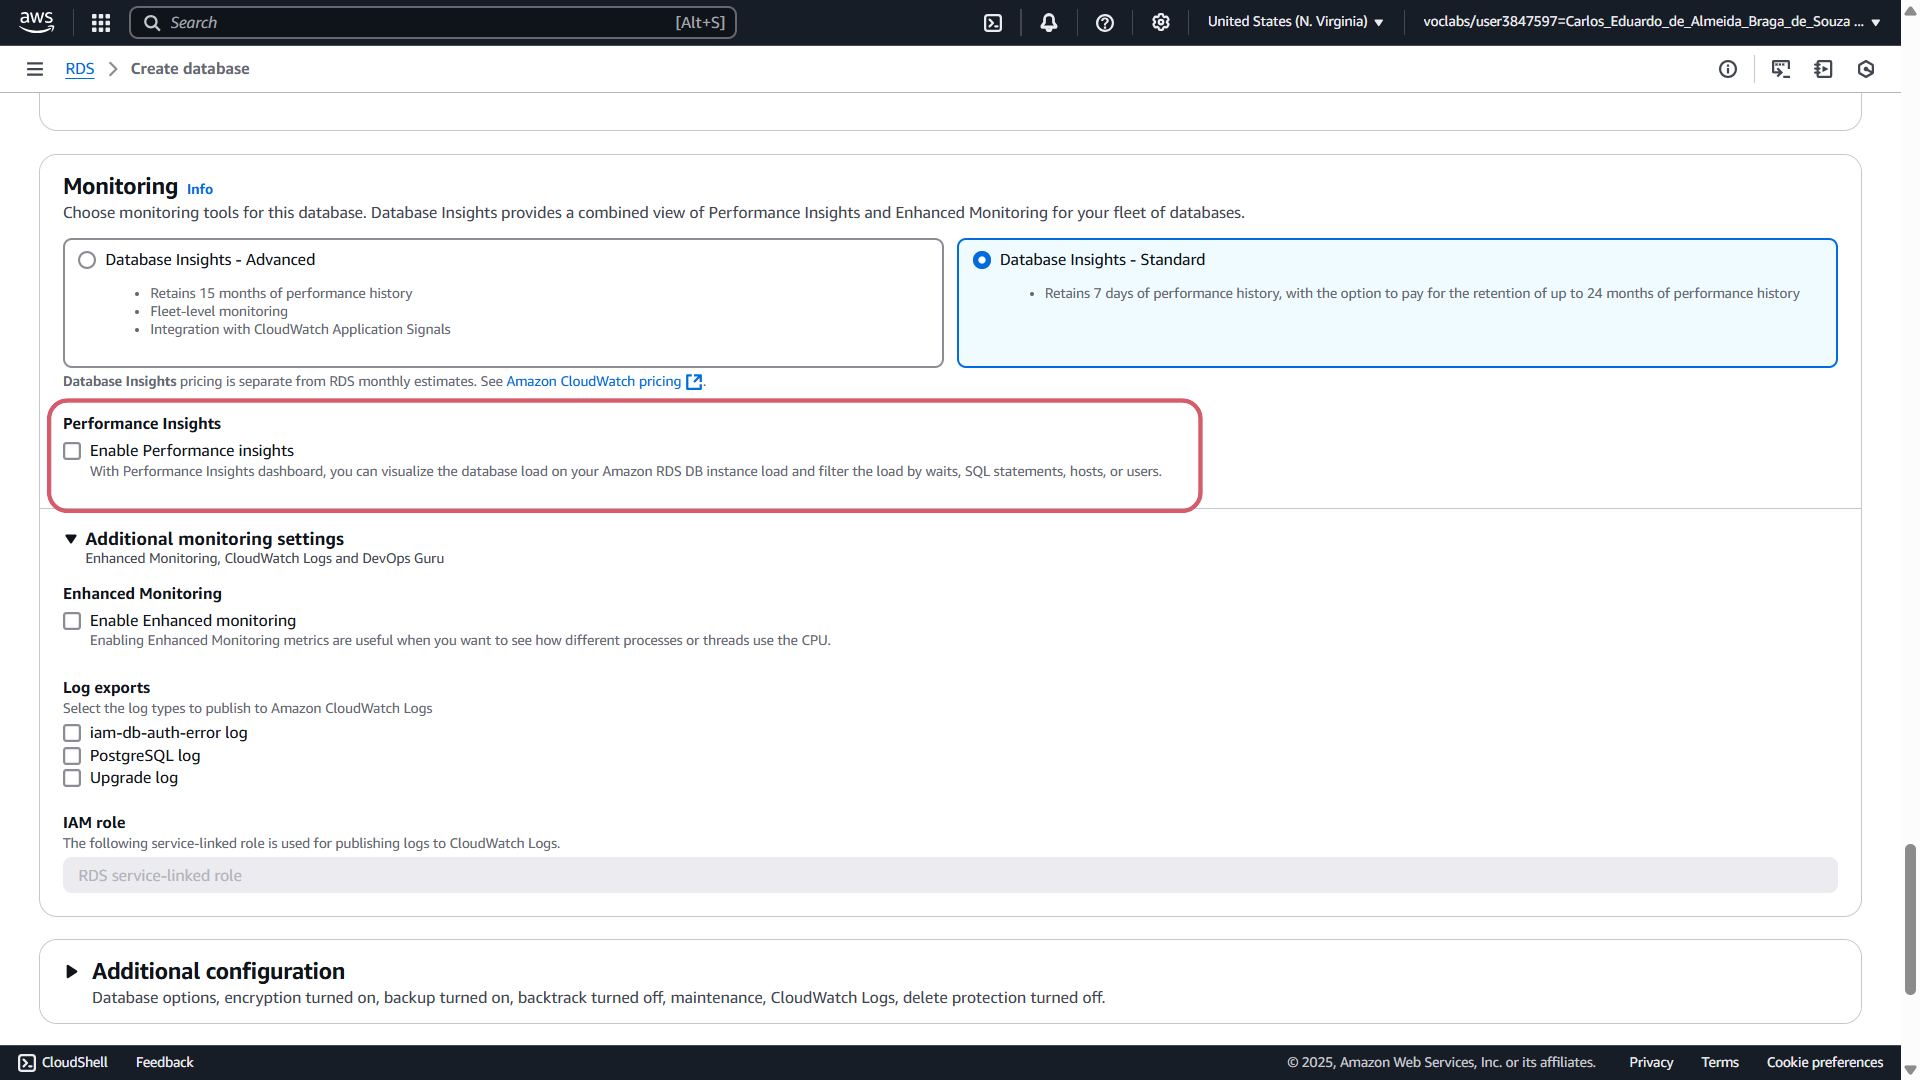 aws
Search
[Alt+S]
United States (N. Virginia)
voclabs/user3847597=Carlos_Eduardo_de_Almeida_Braga_de_Souza ...
RDS
Create database
Monitoring Info
Choose monitoring tools for this database. Database Insights provides a combined view of Performance Insights and Enhanced Monitoring for your fleet of databases.
Database Insights - Advanced
• Retains 15 months of performance history
• Fleet-level monitoring
• Integration with CloudWatch Application Signals
Database Insights - Standard
• Retains 7 days of performance history, with the option to pay for the retention of up to 24 months of performance history
Database Insights pricing is separate from RDS monthly estimates. See Amazon CloudWatch pricing.
Performance Insights
Enable Performance insights
With Performance Insights dashboard, you can visualize the database load on your Amazon RDS DB instance load and filter the load by waits, SQL statements, hosts, or users.
Additional monitoring settings
Enhanced Monitoring, CloudWatch Logs and DevOps Guru
Enhanced Monitoring
Enable Enhanced monitoring
Enabling Enhanced Monitoring metrics are useful when you want to see how different processes or threads use the CPU.
Log exports
Select the log types to publish to Amazon CloudWatch Logs
iam-db-auth-error log
PostgreSQL log
Upgrade log
IAM role
The following service-linked role is used for publishing logs to CloudWatch Logs.
RDS service-linked role
Additional configuration
Database options, encryption turned on, backup turned on, backtrack turned off, maintenance, CloudWatch Logs, delete protection turned off.
CloudShell
Feedback
© 2025, Amazon Web Services, Inc. or its affiliates.
Privacy
Terms
Cookie preferences